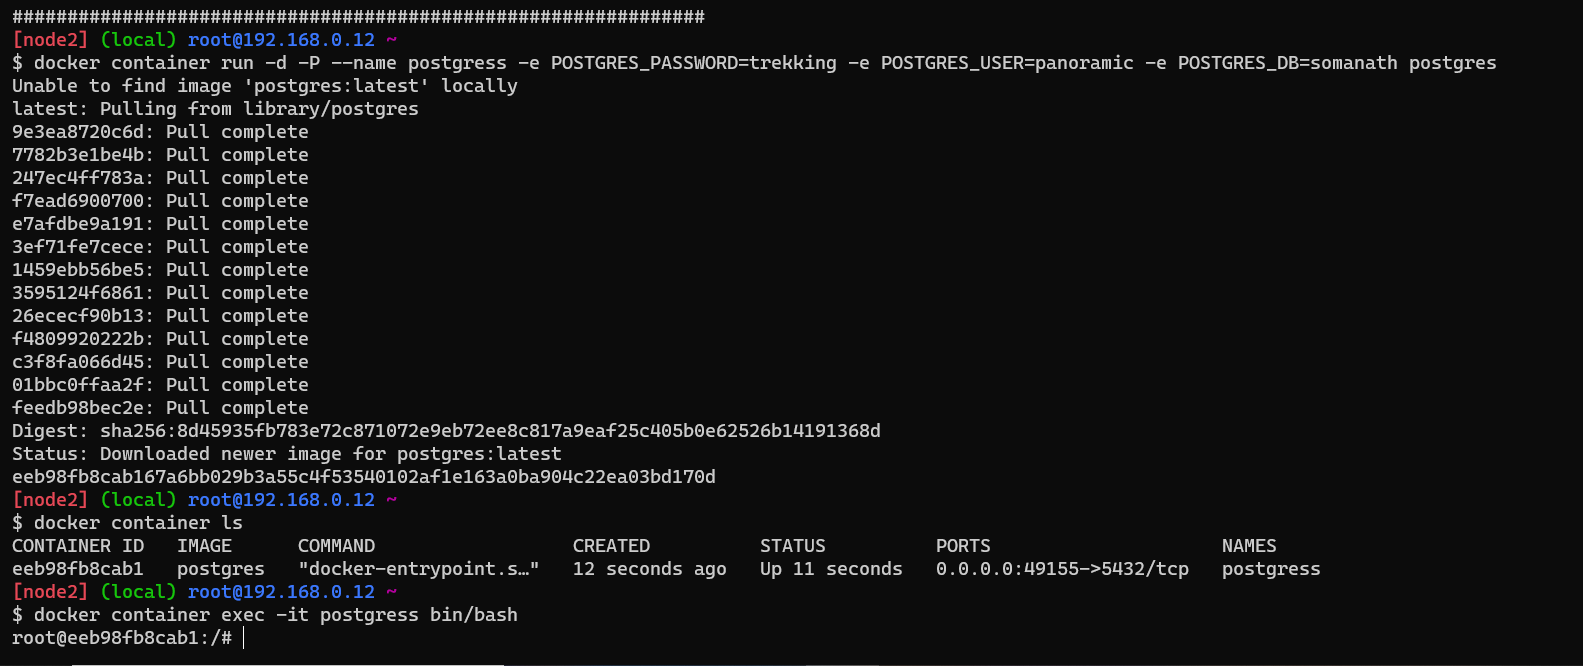 ###############################################################
[node2] (local) root@192.168.0.12 ~
$ docker container run -d -P --name postgress -e POSTGRES_PASSWORD=trekking -e POSTGRES_USER=panoramic -e POSTGRES_DB=somanath postgres
Unable to find image 'postgres:latest' locally
latest: Pulling from library/postgres
9e3ea8720c6d: Pull complete
7782b3e1be4b: Pull complete
247ec4ff783a: Pull complete
f7ead6900700: Pull complete
e7afdbe9a191: Pull complete
3ef71fe7cece: Pull complete
1459ebb56be5: Pull complete
3595124f6861: Pull complete
26ececf90b13: Pull complete
f4809920222b: Pull complete
c3f8fa066d45: Pull complete
01bbc0ffaa2f: Pull complete
feedb98bec2e: Pull complete
Digest: sha256:8d45935fb783e72c871072e9eb72ee8c817a9eaf25c405b0e62526b14191368d
Status: Downloaded newer image for postgres:latest
eeb98fb8cab167a6bb029b3a55c4f53540102af1e163a0ba904c22ea03bd170d
[node2] (local) root@192.168.0.12 ~
$ docker container ls
CONTAINER ID   IMAGE      COMMAND                  CREATED          STATUS          PORTS                     NAMES
eeb98fb8cab1   postgres   "docker-entrypoint.s…"   12 seconds ago   Up 11 seconds   0.0.0.0:49155->5432/tcp   postgress
[node2] (local) root@192.168.0.12 ~
$ docker container exec -it postgress bin/bash
root@eeb98fb8cab1:/#